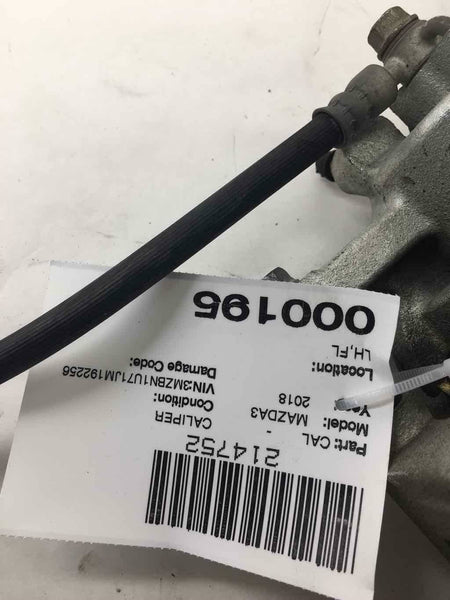 214752
Part: CAL CALIPER
Model: MAZDA3 -
Year: 2018 Condition:
VIN:3MZBN1U71JM192256
Location: Damage Code:
LH,FL
000195